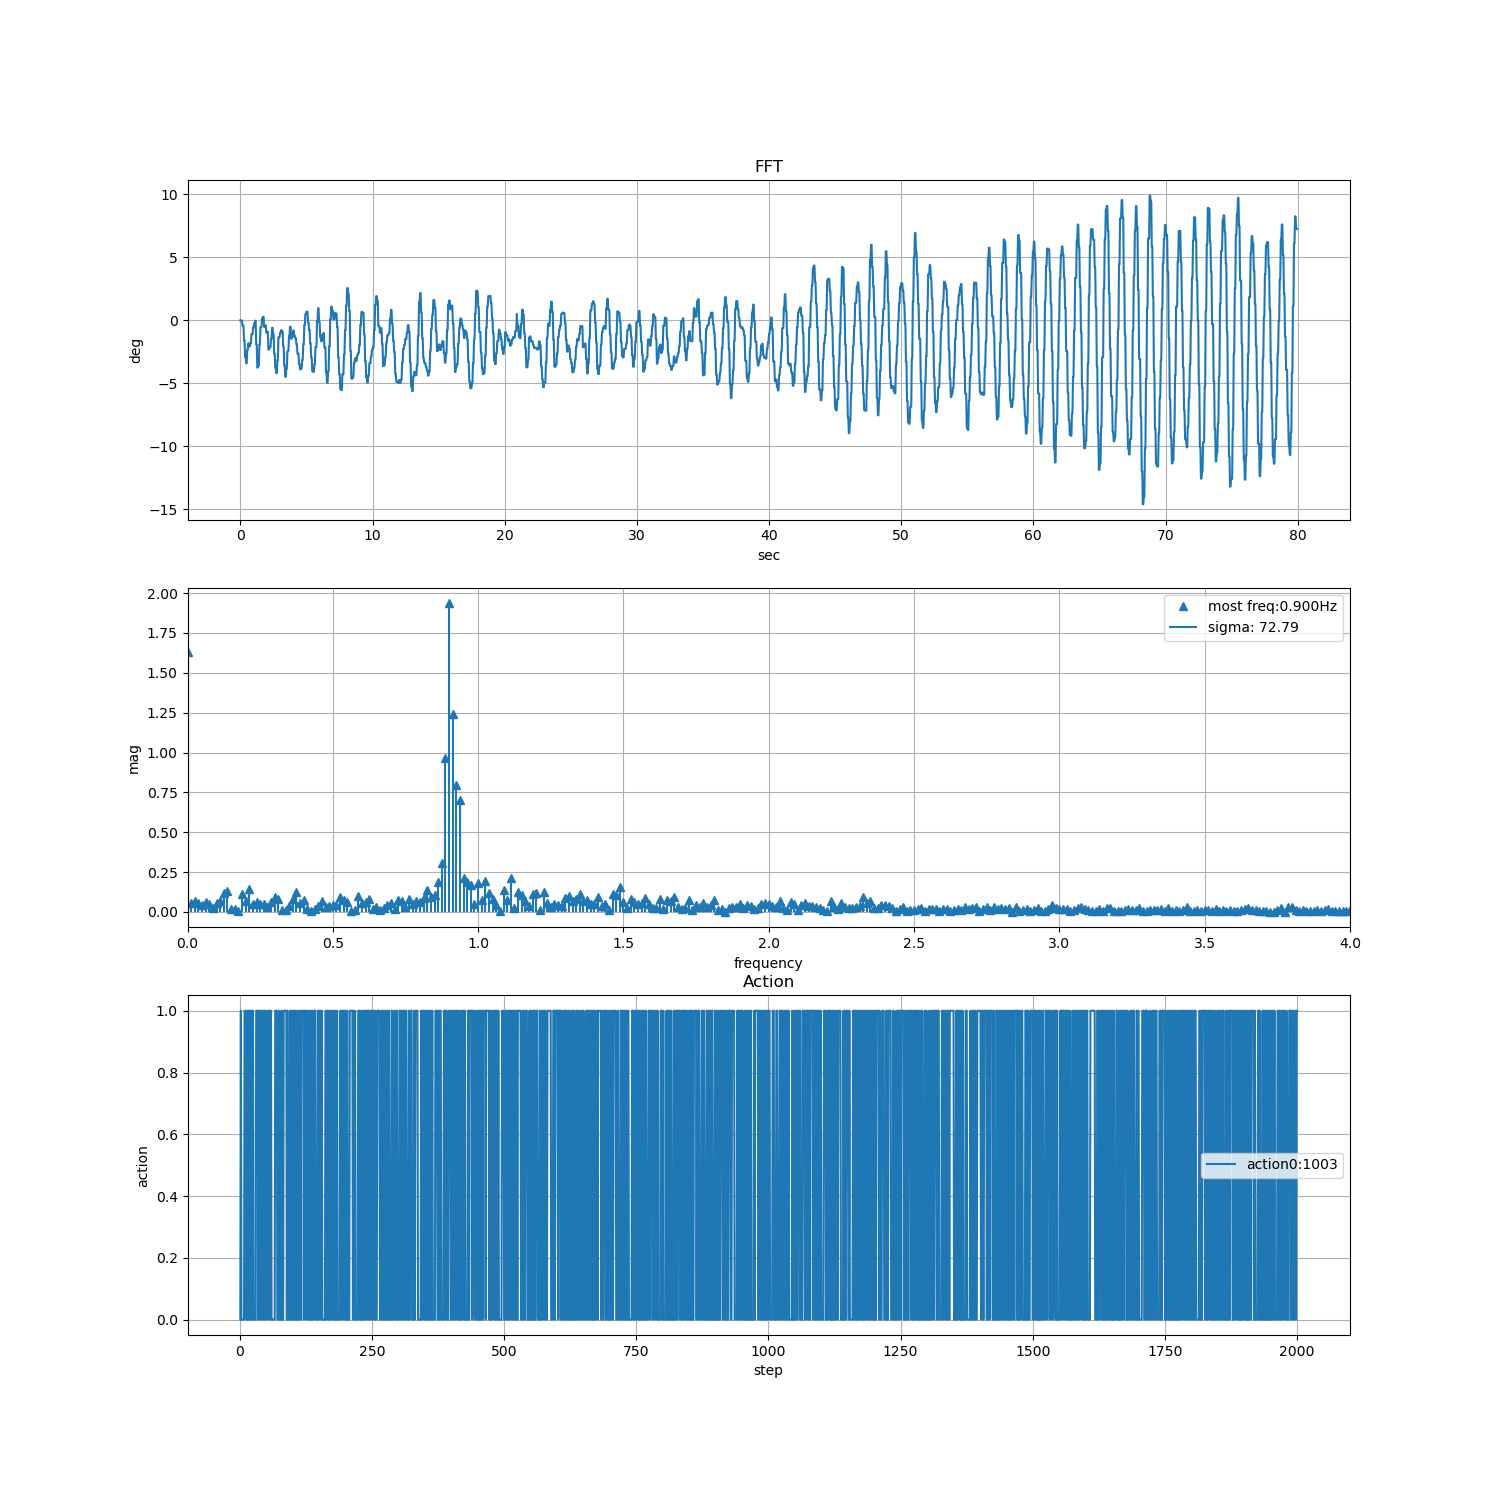 FFT
10
5
0
−5
−10
−15
deg
0 10 20 30 40 50 60 70 80
sec
2.00
1.75
1.50
1.25
1.00
0.75
0.50
0.25
0.00
mag
most freq:0.900Hz
sigma: 72.79
0.0 0.5 1.0 1.5 2.0 2.5 3.0 3.5 4.0
frequency
Action
1.0
0.8
0.6
0.4
0.2
0.0
action
action0:1003
0 250 500 750 1000 1250 1500 1750 2000
step